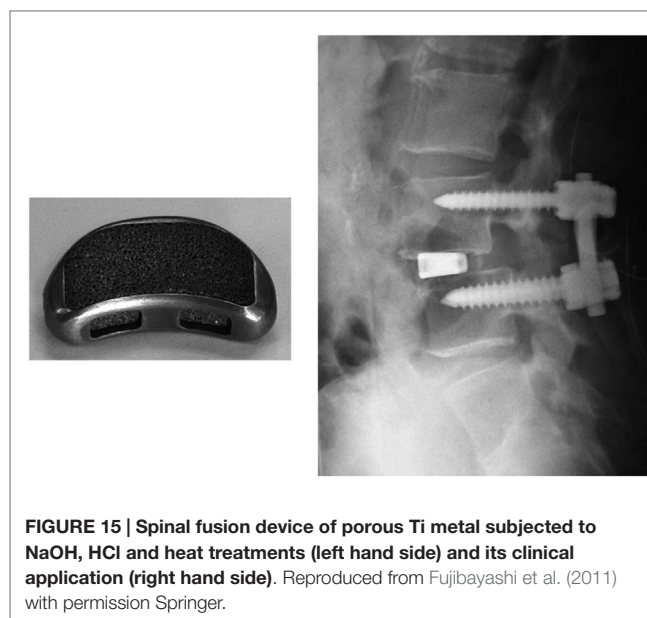 FIGURE 15 | Spinal fusion device of porous Ti metal subjected to
NaOH, HCl and heat treatments (left hand side) and its clinical
application (right hand side). Reproduced from Fujibayashi et al. (2011)
with permission Springer.